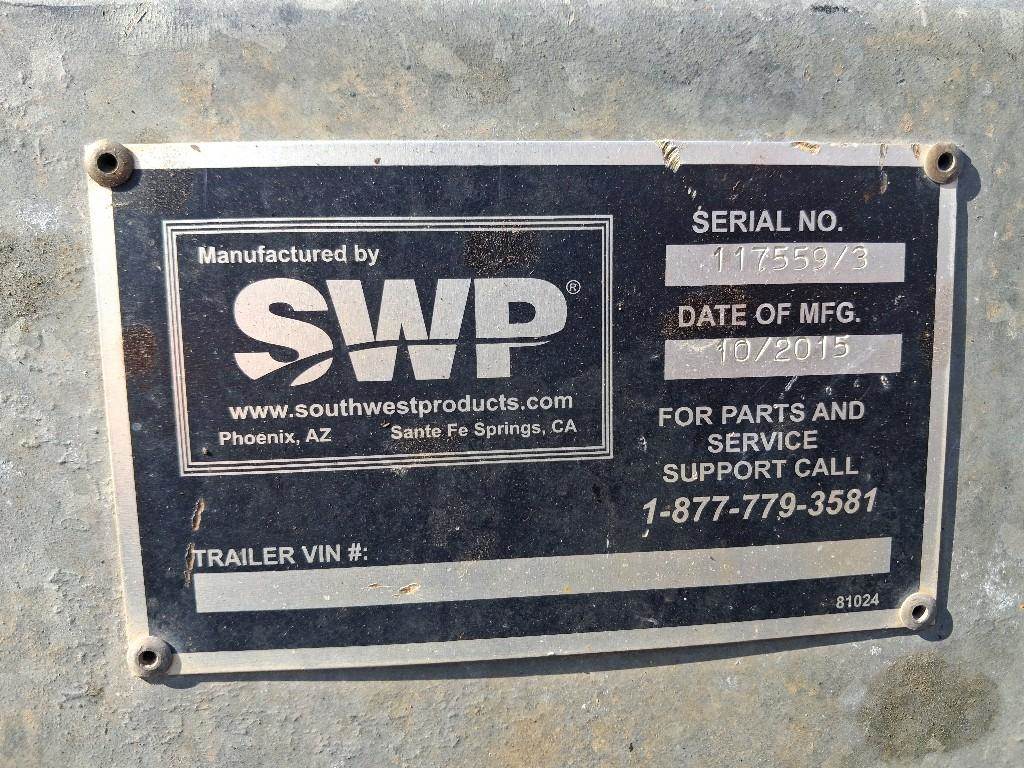 Manufactured by
SWP®
www.southwestproducts.com
Phoenix, AZ Sante Fe Springs, CA
SERIAL NO.
117559/3
DATE OF MFG.
10/2015
FOR PARTS AND
SERVICE
SUPPORT CALL
1-877-779-3581
TRAILER VIN #:
81024